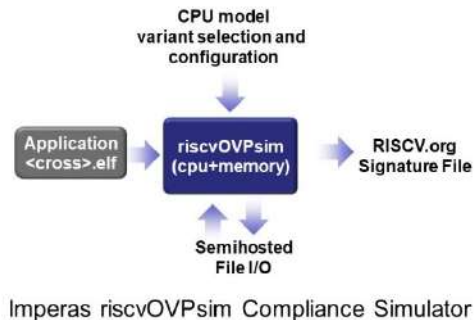 CPU model
variant selection and
configuration
Application
<cross>.elf
riscvOVPsim
(cpu+memory)
RISCV.org
Signature File
Semihosted
File I/O
Imperas riscvOVPsim Compliance Simulator